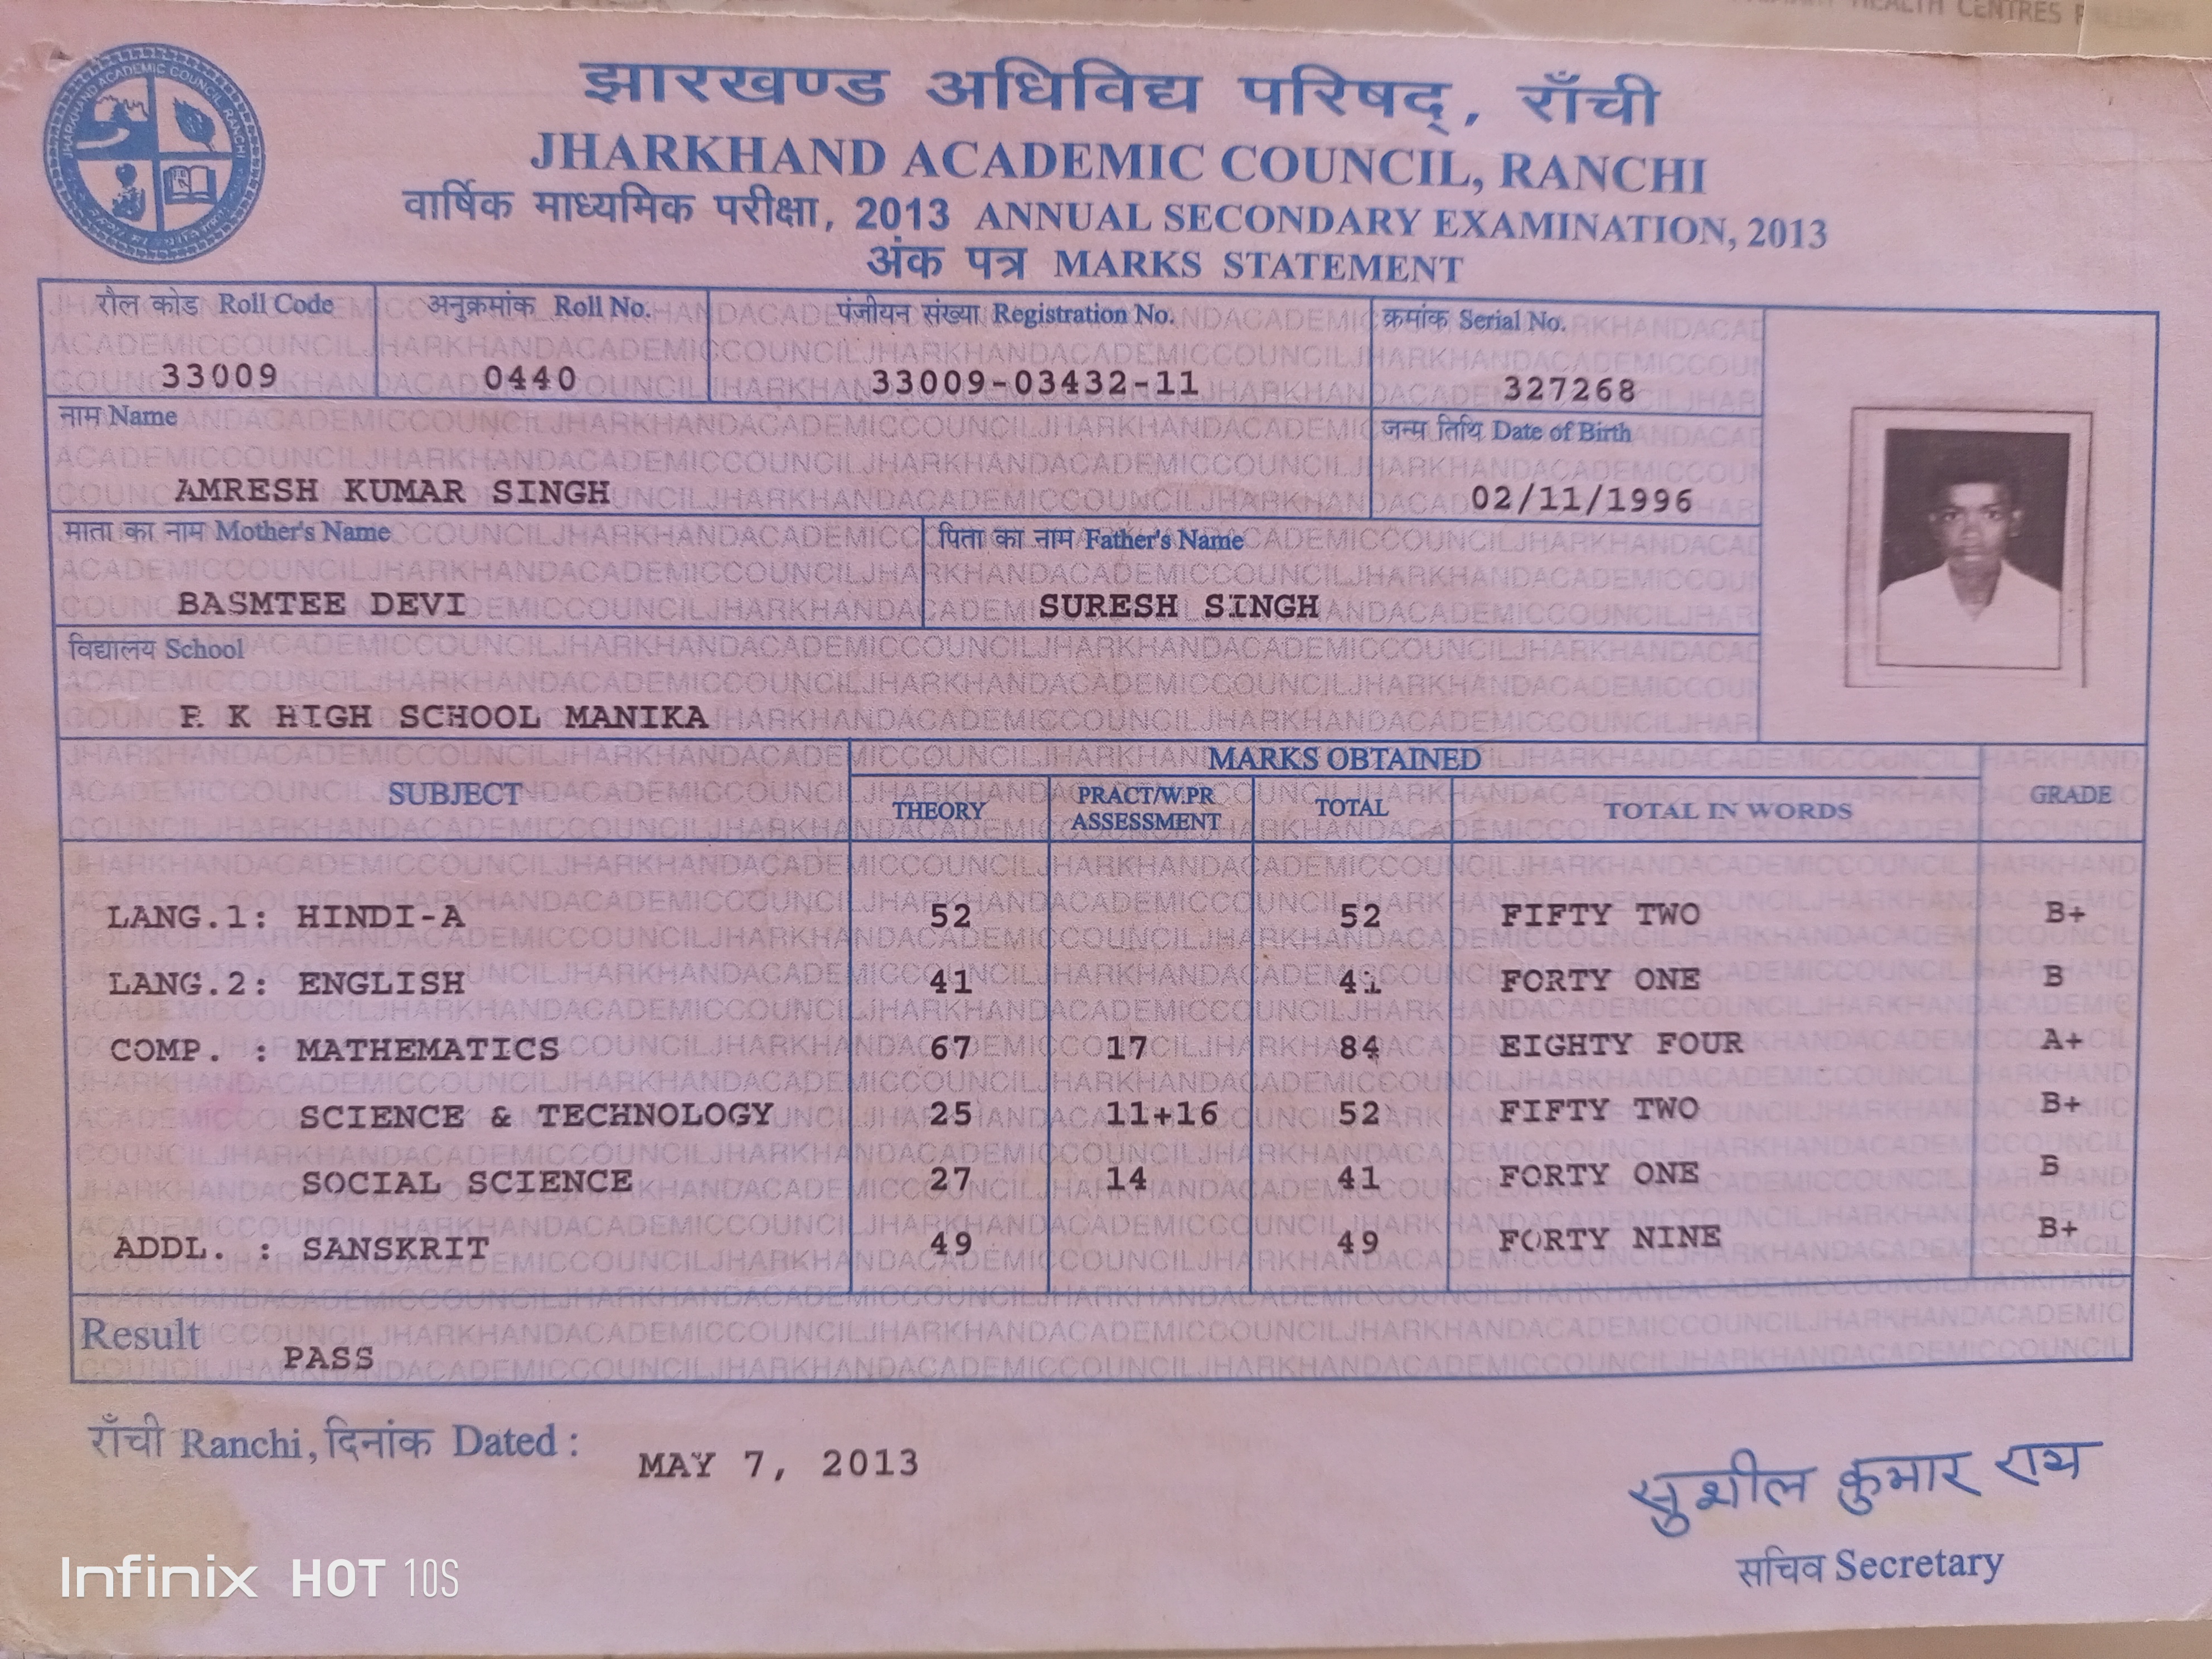 HEALTH CENTRES
JHARKHAND ACADEMIC COUNCIL, RANCHI
झारखण्ड अधिविद्य परिषद्, राँची
JHARKHAND ACADEMIC COUNCIL, RANCHI
वार्षिक माध्यमिक परीक्षा, 2013 ANNUAL SECONDARY EXAMINATION, 2013
अंक पत्र MARKS STATEMENT
रौल कोड Roll Code अनुक्रमांक Roll No. पंजीयन संख्या Registration No. क्रमांक Serial No.
33009 0440 33009-03432-11 327268
नाम Name जन्म तिथि Date of Birth
AMRESH KUMAR SINGH 02/11/1996
माता का नाम Mother's Name पिता का नाम Father's Name
BASMTEE DEVI SURESH SINGH
विद्यालय School
K HIGH SCHOOL MANIKA
MARKS OBTAINED
SUBJECT THEORY PRACT/W.PR ASSESSMENT TOTAL TOTAL IN WORDS GRADE
LANG.1: HINDI-A 52 52 FIFTY TWO B+
LANG.2: ENGLISH 41 41 FORTY ONE B
COMP. : MATHEMATICS 67 17 84 EIGHTY FOUR A+
SCIENCE & TECHNOLOGY 25 11+16 52 FIFTY TWO B+
SOCIAL SCIENCE 27 14 41 FORTY ONE B
ADDL. : SANSKRIT 49 49 FORTY NINE B+
Result PASS
राँची Ranchi, दिनांक Dated : MAY 7, 2013
सुशील कुमार राय
सचिव Secretary
Infinix HOT 10S